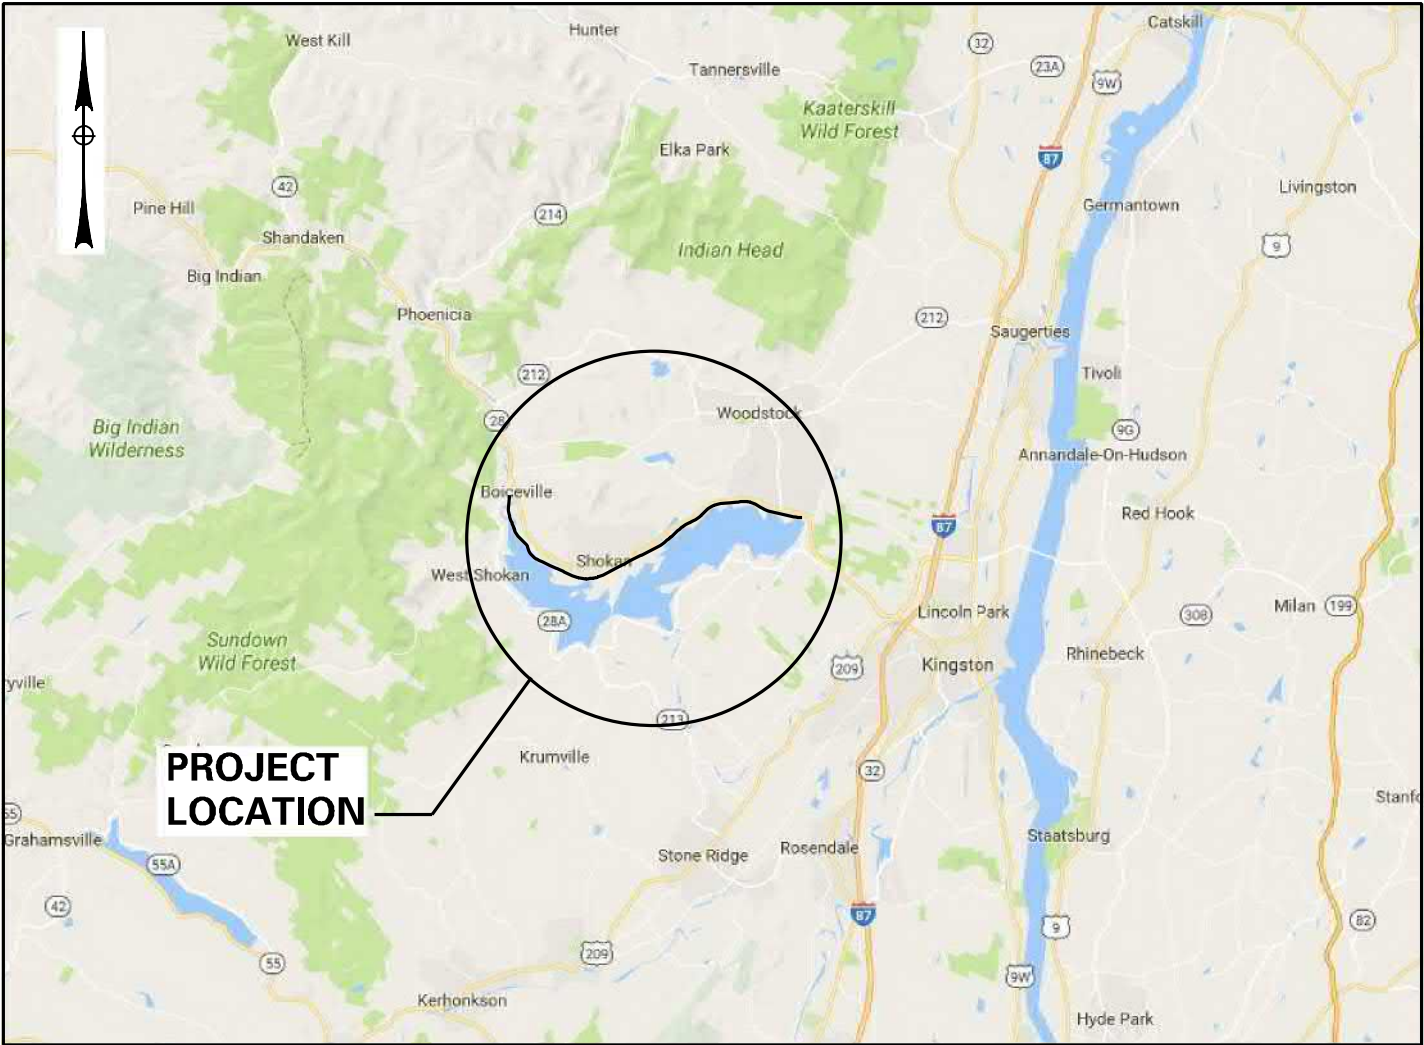 Catskill
Hunter
West Kill
32
Tannersville
23A
9W
Kaaterskill
Wild Forest
Elka Park
87
42
Livingston
Pine Hill
214
Germantown
Shandaken
Indian Head
9
Big Indian
Phoenicia
212
Saugerties
212
Tivoli
Woodstock
28
Big Indian
Wilderness
9G
Annandale-On-Hudson
Boiceville
Red Hook
87
Shokan
West Shokan
Milan
199
Lincoln Park
308
28A
Sundown
Wild Forest
Rhinebeck
209
Kingston
ryville
213
Krumville
PROJECT
LOCATION
32
Stanfo
55
Grahamsville
Staatsburg
Rosendale
Stone Ridge
55A
42
87
82
9
209
55
9W
Kerhonkson
Hyde Park